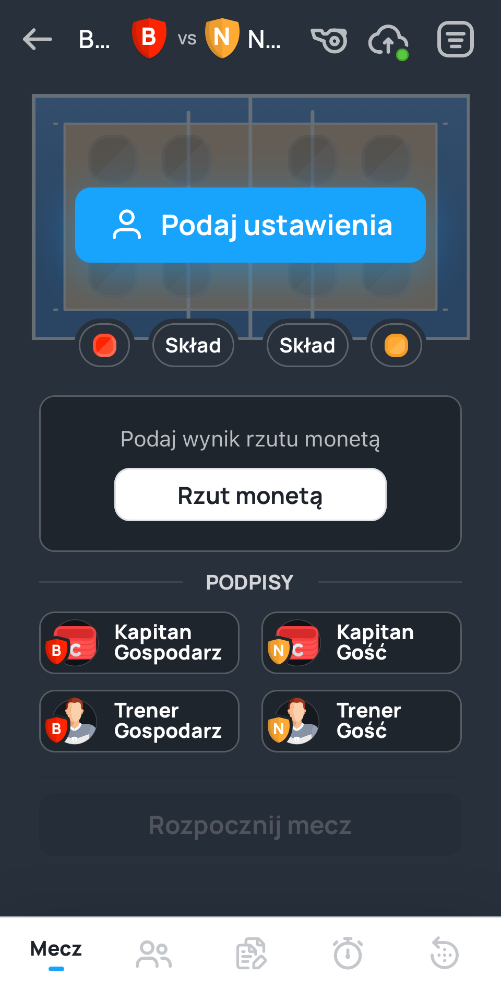 B... B vs N N...
Podaj ustawienia
Skład Skład
Podaj wynik rzutu monetą
Rzut monetą
PODPISY
B C Kapitan
Gospodarz
N C Kapitan
Gość
B Trener
Gospodarz
N Trener
Gość
Rozpocznij mecz
Mecz